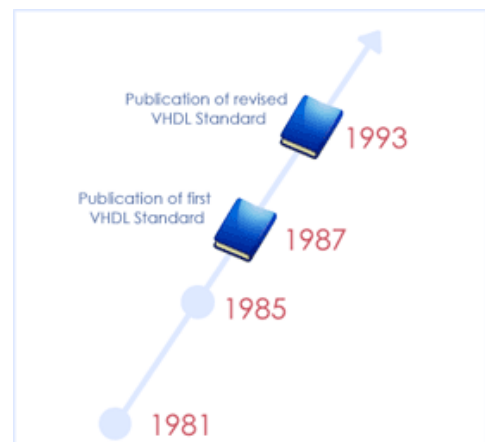 Publication of revised
VHDL Standard
1993
Publication of first
VHDL Standard
1987
1985
1981